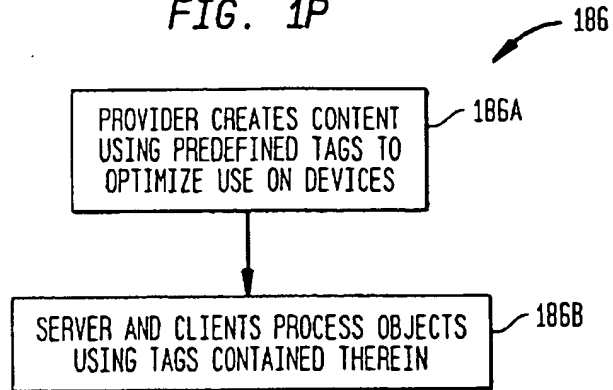 FIG. 1P
186
PROVIDER CREATES CONTENT
USING PREDEFINED TAGS TO
OPTIMIZE USE ON DEVICES
186A
SERVER AND CLIENTS PROCESS OBJECTS
USING TAGS CONTAINED THEREIN
186B